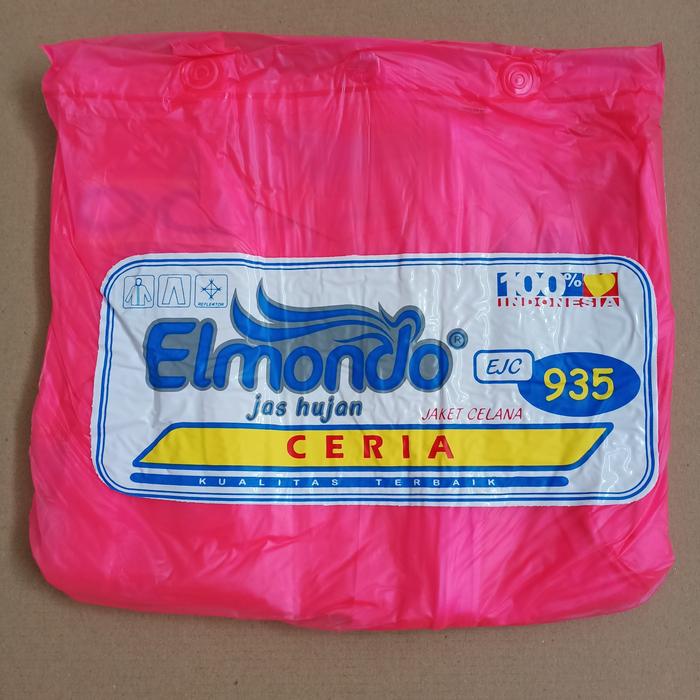 REFLEKTOR
100%
INDONESIA
Elmondo®
jas hujan
EJC
935
JAKET CELANA
CERIA
KUALITAS TERBAIK